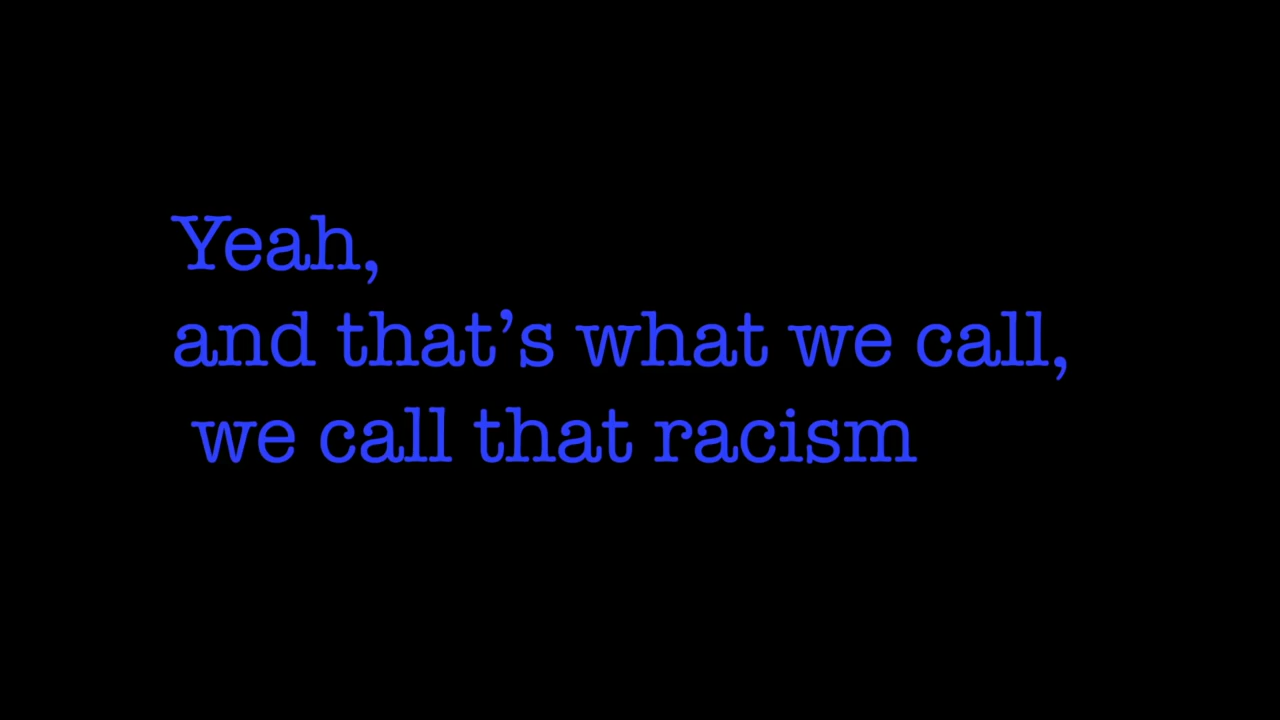 Yeah,
and that’s what we call,
we call that racism